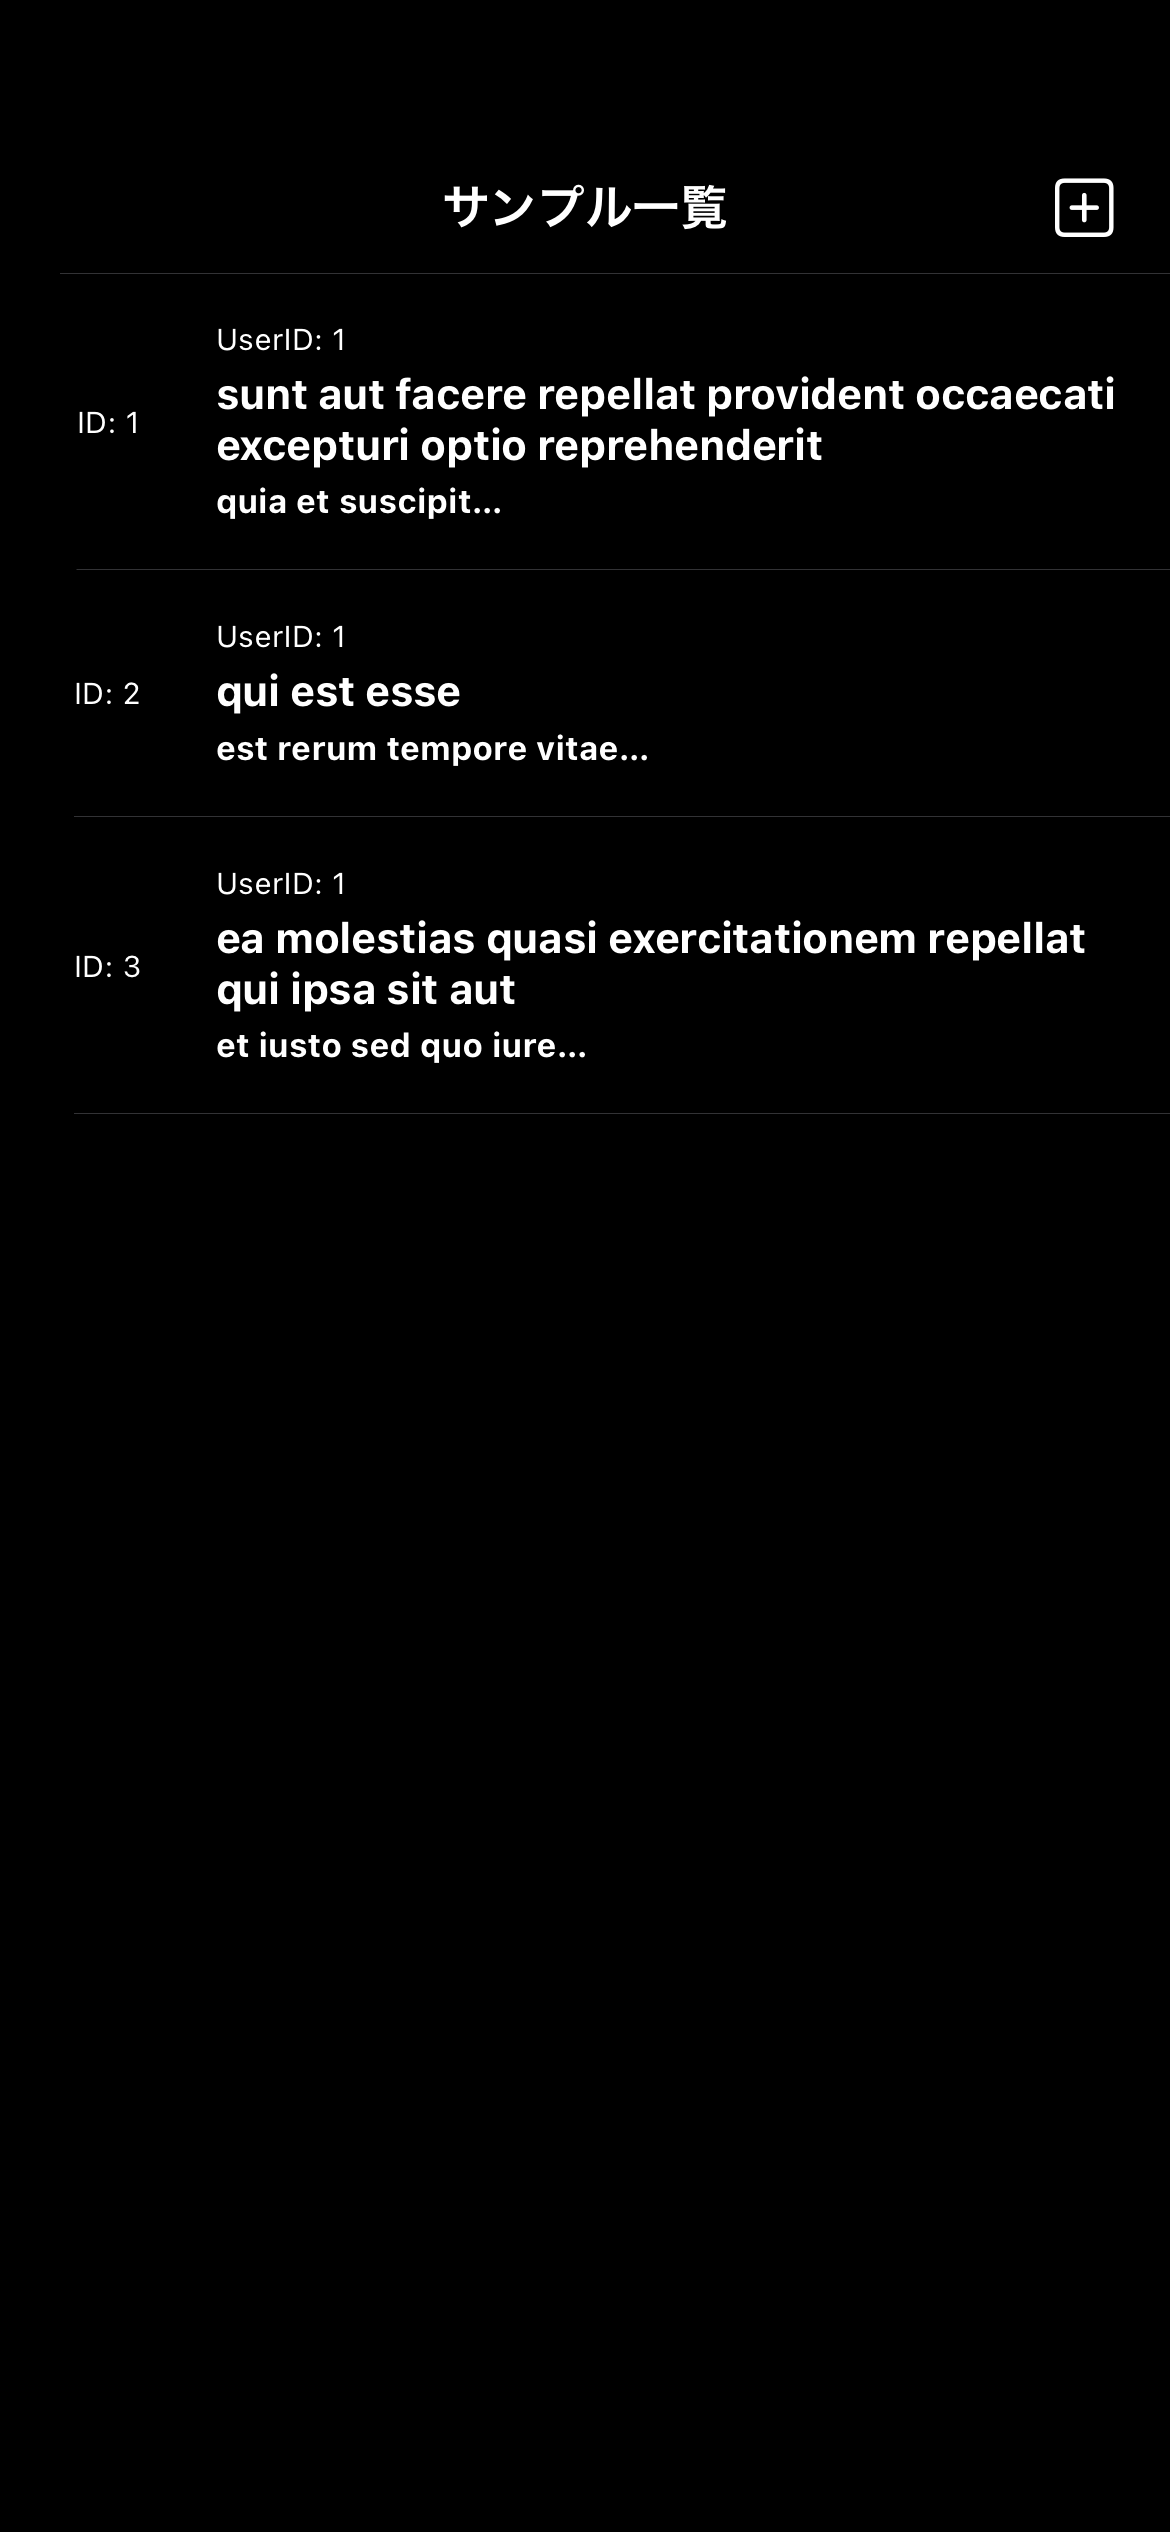 サンプル一覧
UserID: 1
ID: 1
sunt aut facere repellat provident occaecati
excepturi optio reprehenderit
quia et suscipit...
UserID: 1
ID: 2
qui est esse
est rerum tempore vitae...
UserID: 1
ID: 3
ea molestias quasi exercitationem repellat
qui ipsa sit aut
et iusto sed quo iure...